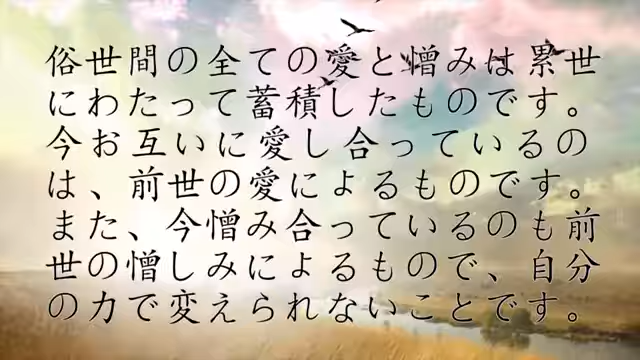 俗世間の全ての愛と憎みは累世
にわたって蓄積したものです。
今お互いに愛し合っているの
は、前世の愛によるものです。
また、今憎み合っているのも前
世の憎しみによるもので、自分
の力で変えられないことです。